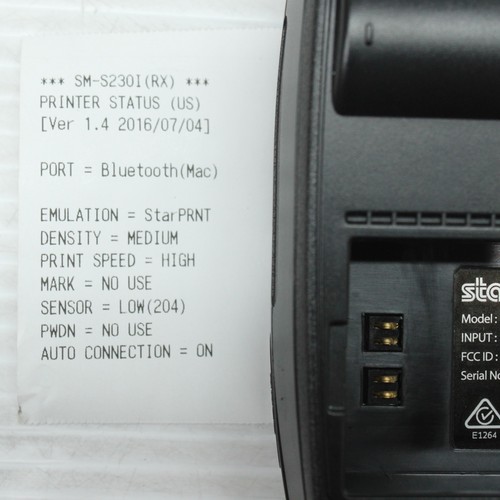 *** SM-S230I(RX) ***
PRINTER STATUS (US)
[Ver 1.4 2016/07/04]
PORT = Bluetooth(Mac)
EMULATION = StarPRNT
DENSITY = MEDIUM
PRINT SPEED = HIGH
MARK = NO USE
SENSOR = LOW(204)
PWDN = NO USE
AUTO CONNECTION = ON
sta
Model:
INPUT:
FCC ID:
Serial No
E1264